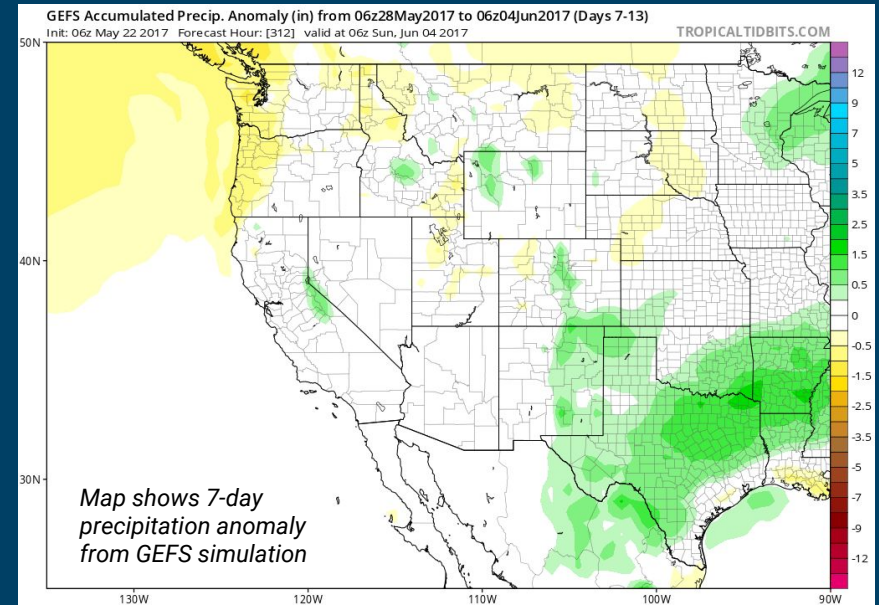 GEFS Accumulated Precip. Anomaly (in) from 06z28May2017 to 06z04Jun2017 (Days 7-13)
Init: 06z May 22 2017 Forecast Hour: [312] valid at 06z Sun, Jun 04 2017 TROPICALTIDBITS.COM
50N
40N
30N
Map shows 7-day
precipitation anomaly
from GEFS simulation
130W 120W 110W 100W 90W
12
9
7
5
3.5
2.5
1.5
0.5
0
-0.5
-1.5
-2.5
-3.5
-5
-7
-9
-12